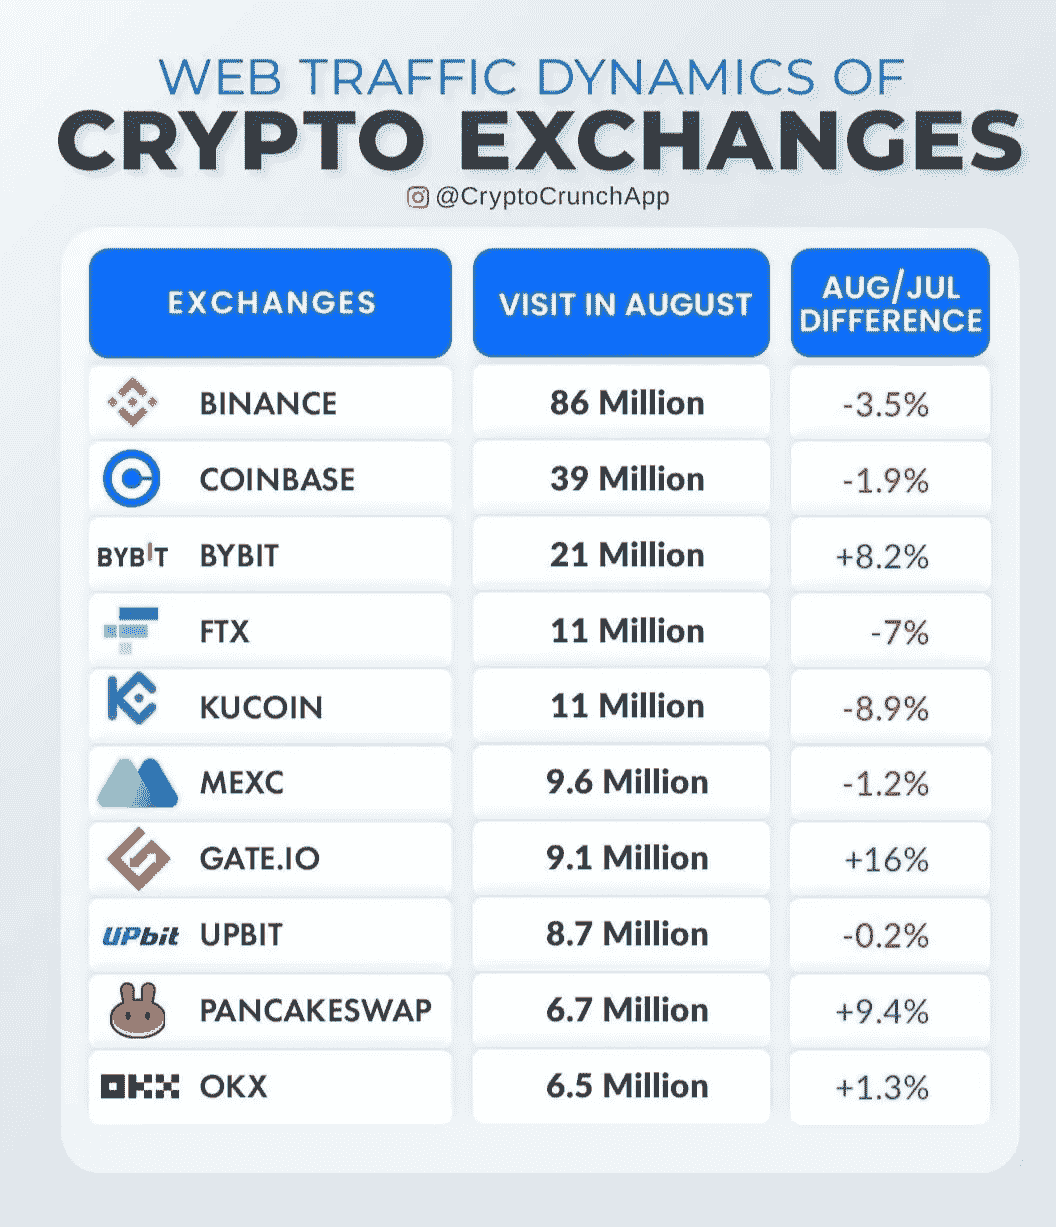 WEB TRAFFIC DYNAMICS OF
CRYPTO EXCHANGES
@CryptoCrunchApp
EXCHANGES VISIT IN AUGUST AUG/JUL DIFFERENCE
BINANCE 86 Million -3.5%
COINBASE 39 Million -1.9%
BYBIT BYBIT 21 Million +8.2%
FTX 11 Million -7%
KUCOIN 11 Million -8.9%
MEXC 9.6 Million -1.2%
GATE.IO 9.1 Million +16%
UPbit UPBIT 8.7 Million -0.2%
PANCAKESWAP 6.7 Million +9.4%
OKX OKX 6.5 Million +1.3%